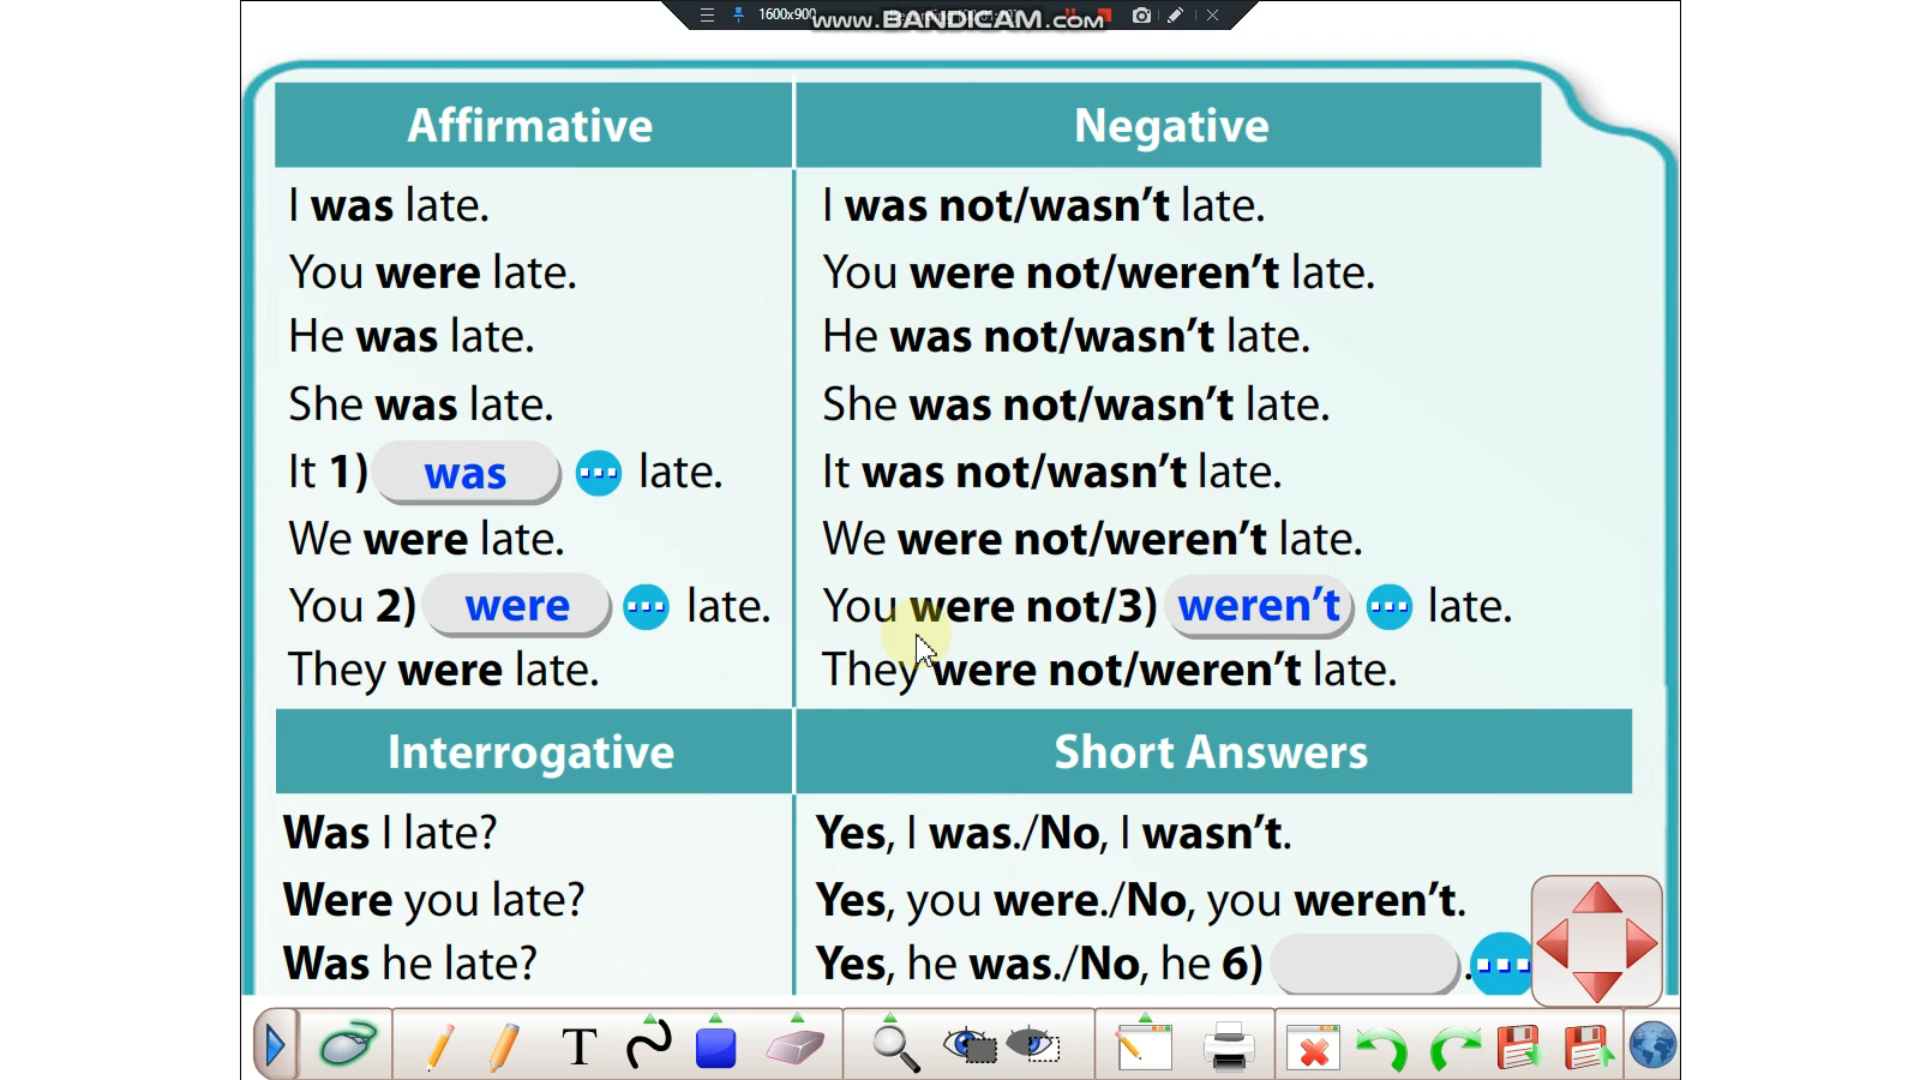 1600x900
www.BANDICAM.com
Affirmative
Negative
I was late.
I was not/wasn't late.
You were late.
You were not/weren't late.
He was late.
He was not/wasn't late.
She was late.
She was not/wasn't late.
It 1) was ... late.
It was not/wasn't late.
We were late.
We were not/weren't late.
You 2) were ... late.
You were not/3) weren't ... late.
They were late.
They were not/weren't late.
Interrogative
Short Answers
Was I late?
Yes, I was./No, I wasn't.
Were you late?
Yes, you were./No, you weren't.
Was he late?
Yes, he was./No, he 6) . ...
T